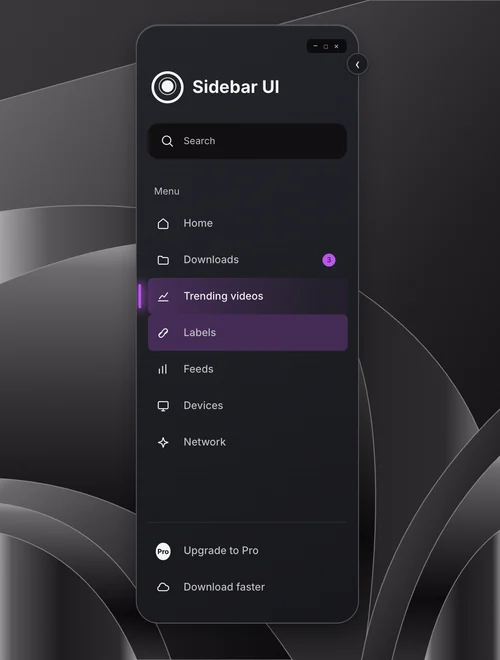 Sidebar UI
Search
Menu
Home
Downloads 3
Trending videos
Labels
Feeds
Devices
Network
Pro Upgrade to Pro
Download faster